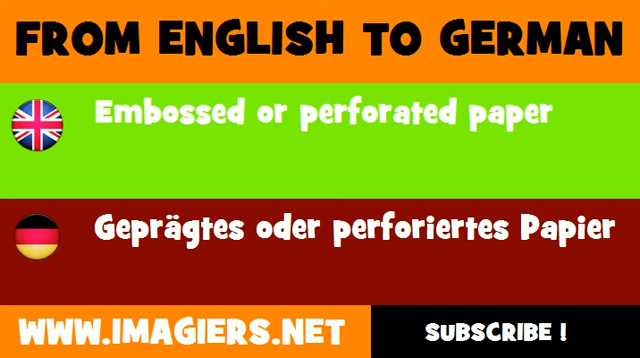 FROM ENGLISH TO GERMAN
Embossed or perforated paper
Geprägtes oder perforiertes Papier
WWW.IMAGIERS.NET
SUBSCRIBE !